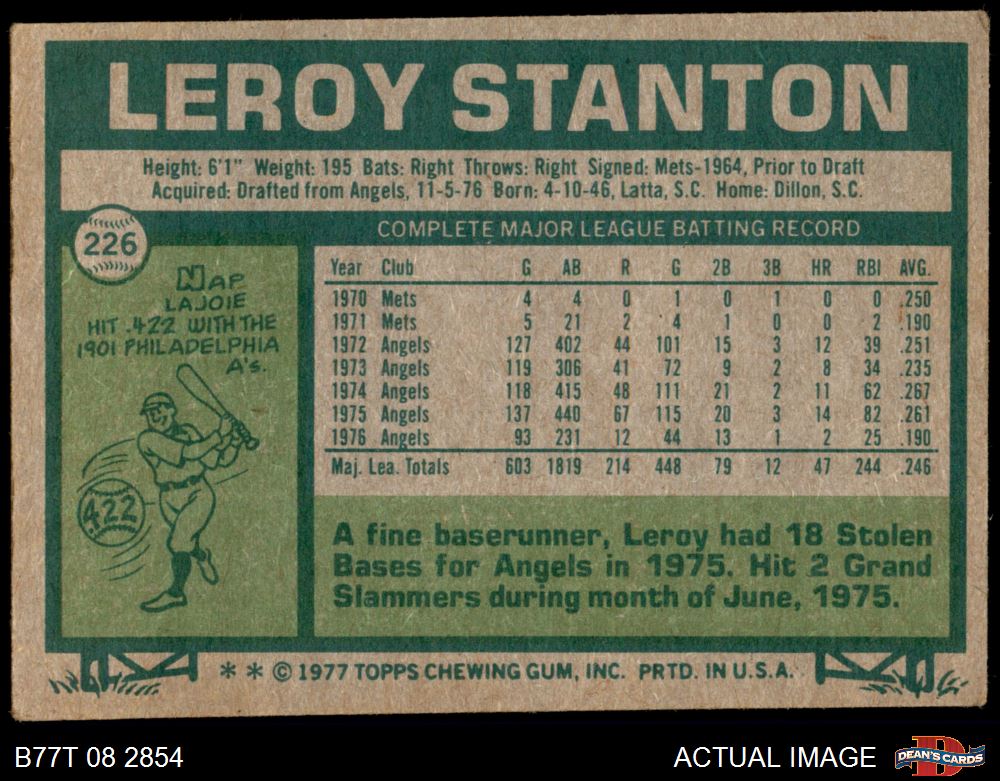 LEROY STANTON
Height: 6'1" Weight: 195 Bats: Right Throws: Right Signed: Mets-1964, Prior to Draft
Acquired: Drafted from Angels, 11-5-76 Born: 4-10-46, Latta, S.C. Home: Dillon, S.C.
226
NAP
LAJOIE
HIT .422 WITH THE
1901 PHILADELPHIA
A's.
.422
COMPLETE MAJOR LEAGUE BATTING RECORD
Year Club G AB R G 2B 3B HR RBI AVG.
1970 Mets 4 4 0 1 0 1 0 0 .250
1971 Mets 5 21 2 4 1 0 0 2 .190
1972 Angels 127 402 44 101 15 3 12 39 .251
1973 Angels 119 306 41 72 9 2 8 34 .235
1974 Angels 118 415 48 111 21 2 11 62 .267
1975 Angels 137 440 67 115 20 3 14 82 .261
1976 Angels 93 231 12 44 13 1 2 25 .190
Maj. Lea. Totals 603 1819 214 448 79 12 47 244 .246
A fine baserunner, Leroy had 18 Stolen
Bases for Angels in 1975. Hit 2 Grand
Slammers during month of June, 1975.
* * © 1977 TOPPS CHEWING GUM, INC. PRTD. IN U.S.A.
B77T 08 2854
ACTUAL IMAGE
D
DEAN'S CARDS